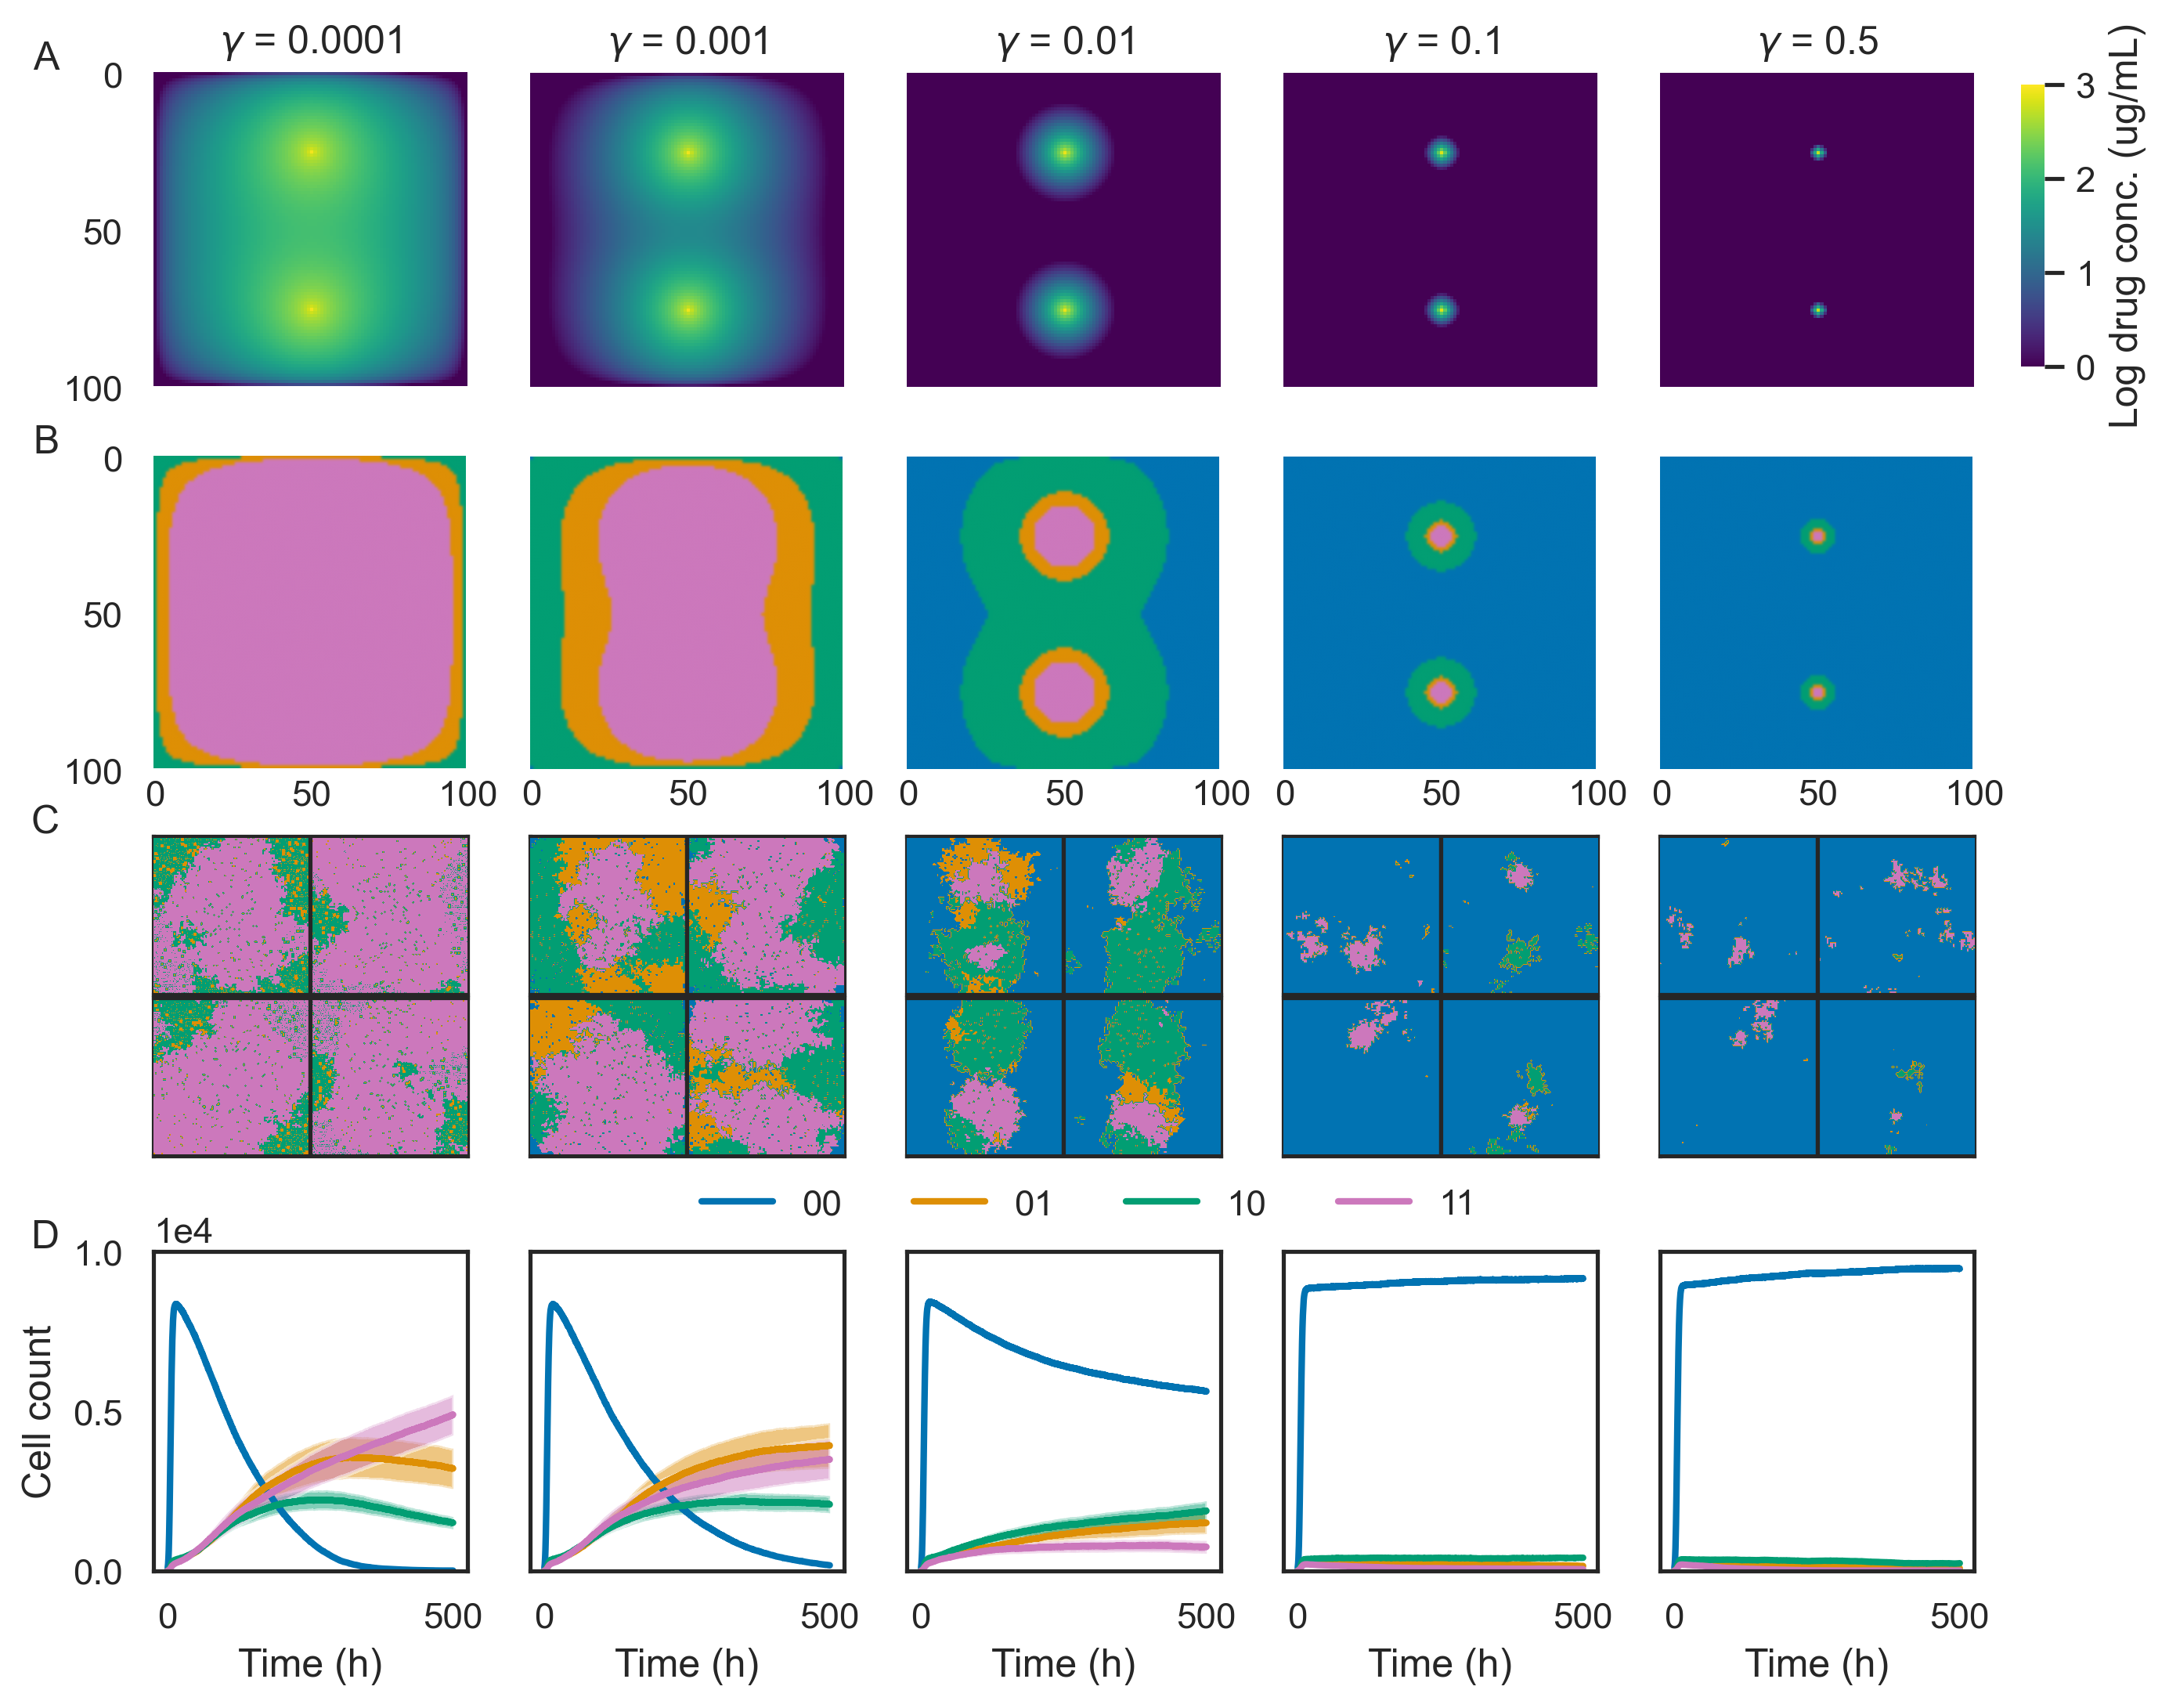 A
γ = 0.0001
γ = 0.001
γ = 0.01
γ = 0.1
γ = 0.5
0
50
100
3
2
1
0
Log drug conc. (ug/mL)
B
0
50
100
0 50 100
0 50 100
0 50 100
0 50 100
0 50 100
C
00
01
10
11
D
1e4
1.0
0.5
0.0
Cell count
0 500
0 500
0 500
0 500
0 500
Time (h)
Time (h)
Time (h)
Time (h)
Time (h)